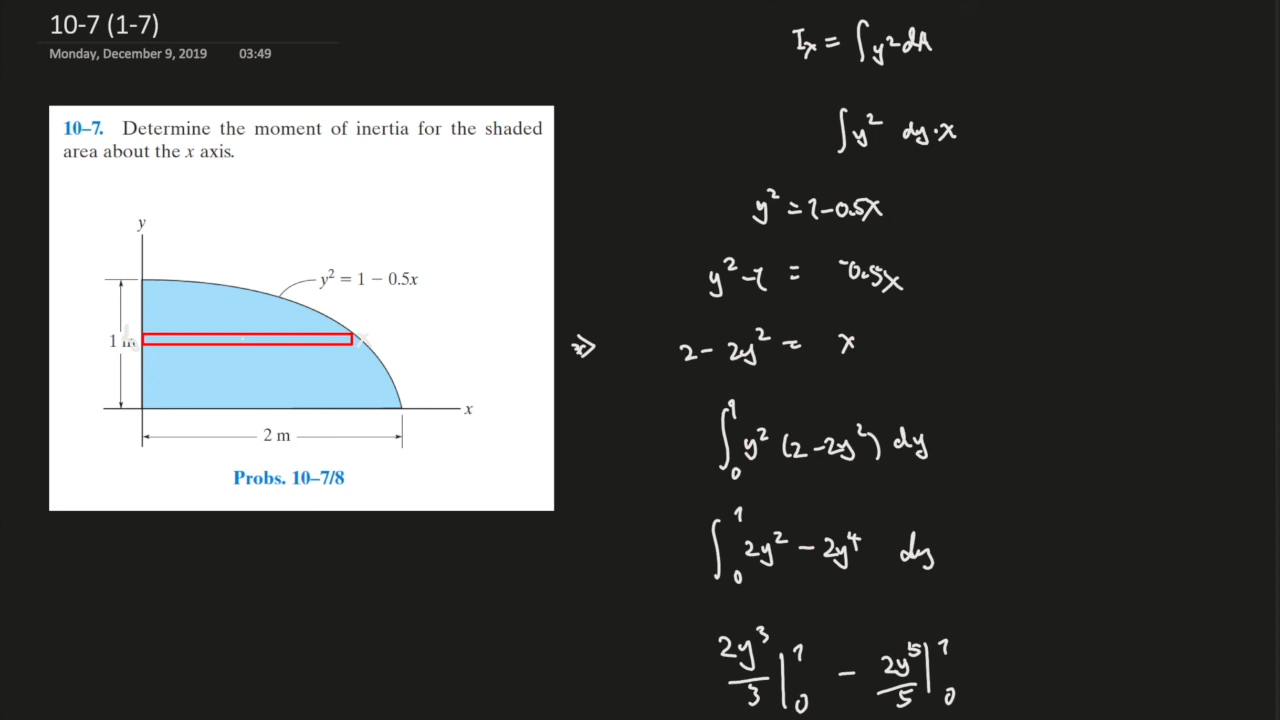 10-7 (1-7)
Monday, December 9, 2019 03:49
10–7. Determine the moment of inertia for the shaded
area about the x axis.
y
y² = 1 − 0.5x
1 m
x
x
2 m
Probs. 10–7/8
Iₓ = ∫ y² dA
∫ y² dy·x
y² = 1 − 0.5x
y² − 1 = −0.5x
⇒ 2 − 2y² = x
∫₀¹ y² (2 − 2y²) dy
∫₀¹ 2y² − 2y⁴ dy
2y³/3 |₀¹ − 2y⁵/5 |₀¹